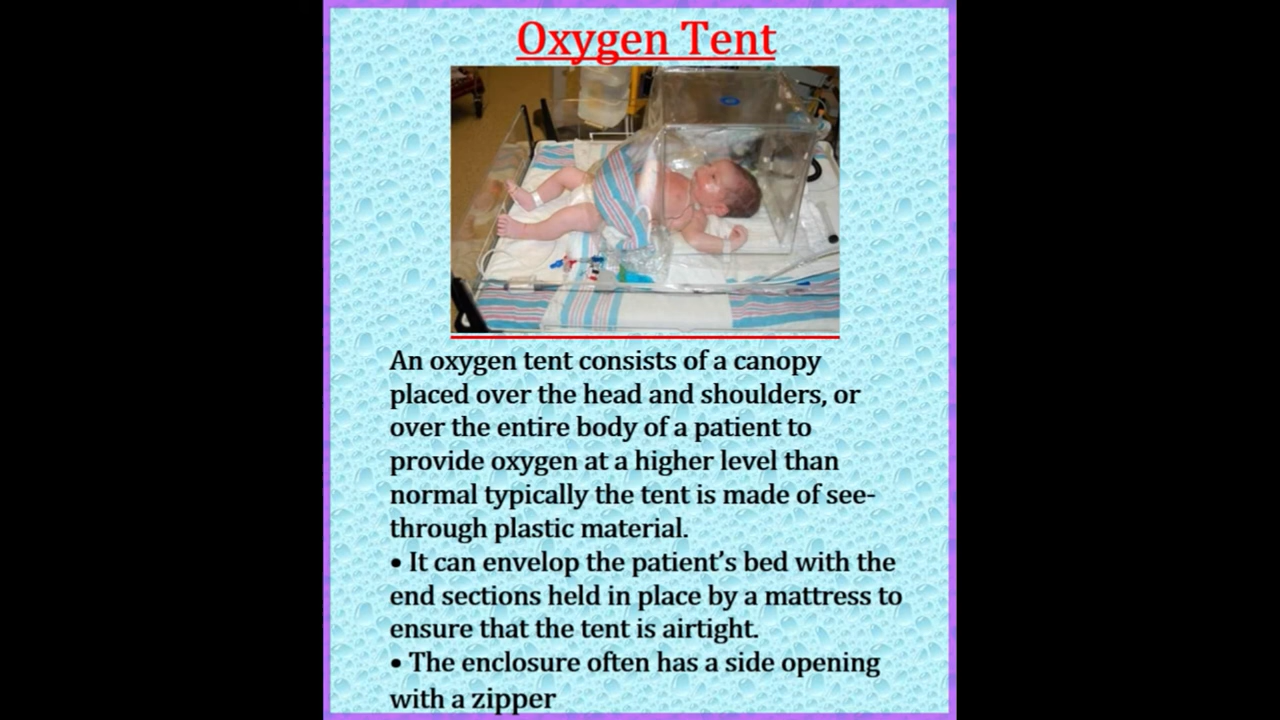 Oxygen Tent
An oxygen tent consists of a canopy
placed over the head and shoulders, or
over the entire body of a patient to
provide oxygen at a higher level than
normal typically the tent is made of see-
through plastic material.
• It can envelop the patient's bed with the
end sections held in place by a mattress to
ensure that the tent is airtight.
• The enclosure often has a side opening
with a zipper